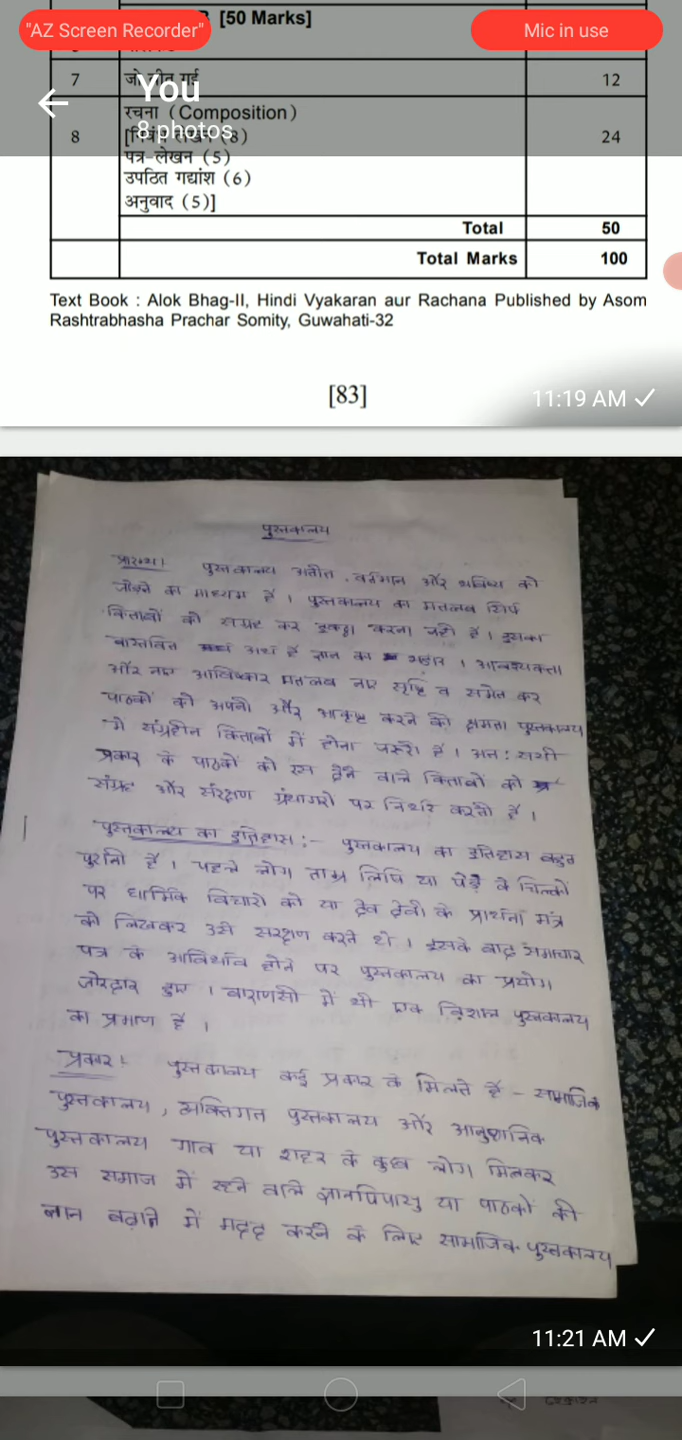 "AZ Screen Recorder"
[50 Marks]
Mic in use
7 जो बीत गई 12
You
8 photos
रचना (Composition)
8 [निबंध लेखन (8) 24
पत्र-लेखन (5)
उपठित गद्यांश (6)
अनुवाद (5)]
Total 50
Total Marks 100
Text Book : Alok Bhag-II, Hindi Vyakaran aur Rachana Published by Asom
Rashtrabhasha Prachar Somity, Guwahati-32
[83]
11:19 AM
पुस्तकालय
प्रारम्भ। पुस्तकालय अतीत, वर्तमान और भविष्य को
जोड़ने का माध्यम है । पुस्तकालय का मतलब सिर्फ
किताबों को संग्रह कर इकट्ठा करना नही है । इसका
वास्तवित अर्थ है ज्ञान का भंडार । आवश्यकता
और नए आविष्कार मतलब नए सृष्टि व समेत कर
पाठकों को अपनी और आकृष्ट करने की क्षमता पुस्तकालय
मे संग्रहीत किताबों में होना जरूरी है । अत: सभी
प्रकार के पाठकों को रस देने वाले किताबों को
संग्रह और संरक्षण ग्रंथागारो पर निर्भर करती है ।
पुस्तकालय का इतिहास :- पुस्तकालय का इतिहास बहुत
पुरानी है । पहले लोग ताम्र लिपि या पेड़ के छिल्को
पर धार्मिक विचारो को या देव देवी के प्रार्थना मंत्र
को लिखकर उसे संरक्षण करते थे । इसके बाद समाचार
पत्र के आविर्भाव होने पर पुस्तकालय का प्रयोग
जोरदार हुए । वाराणसी में भी एक विशाल पुस्तकालय
का प्रमाण है ।
प्रकार : पुस्तकालय कई प्रकार के मिलते है - सामाजिक
पुस्तकालय, व्यक्तिगत पुस्तकालय और आनुष्ठानिक
पुस्तकालय गाव या शहर के कुछ लोग मिलकर
उस समाज में रहने वाले ज्ञानपिपासु या पाठकों की
ज्ञान बढ़ाने में मदद करने के लिए सामाजिक पुस्तकालय
11:21 AM